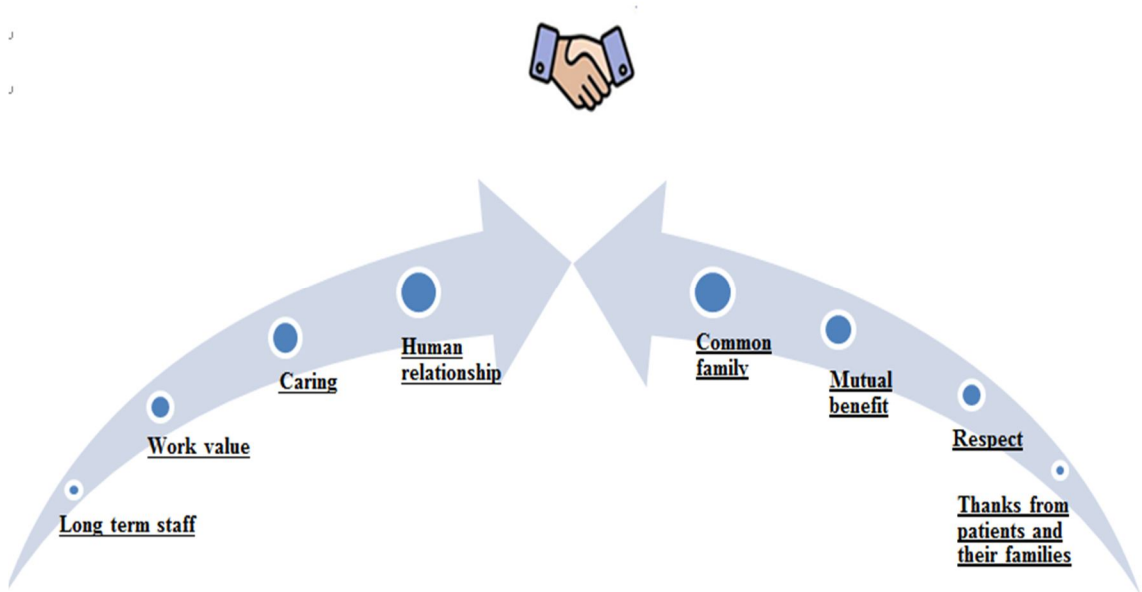 Human
relationship
Caring
Work value
Long term staff
Common
family
Mutual
benefit
Respect
Thanks from
patients and
their families